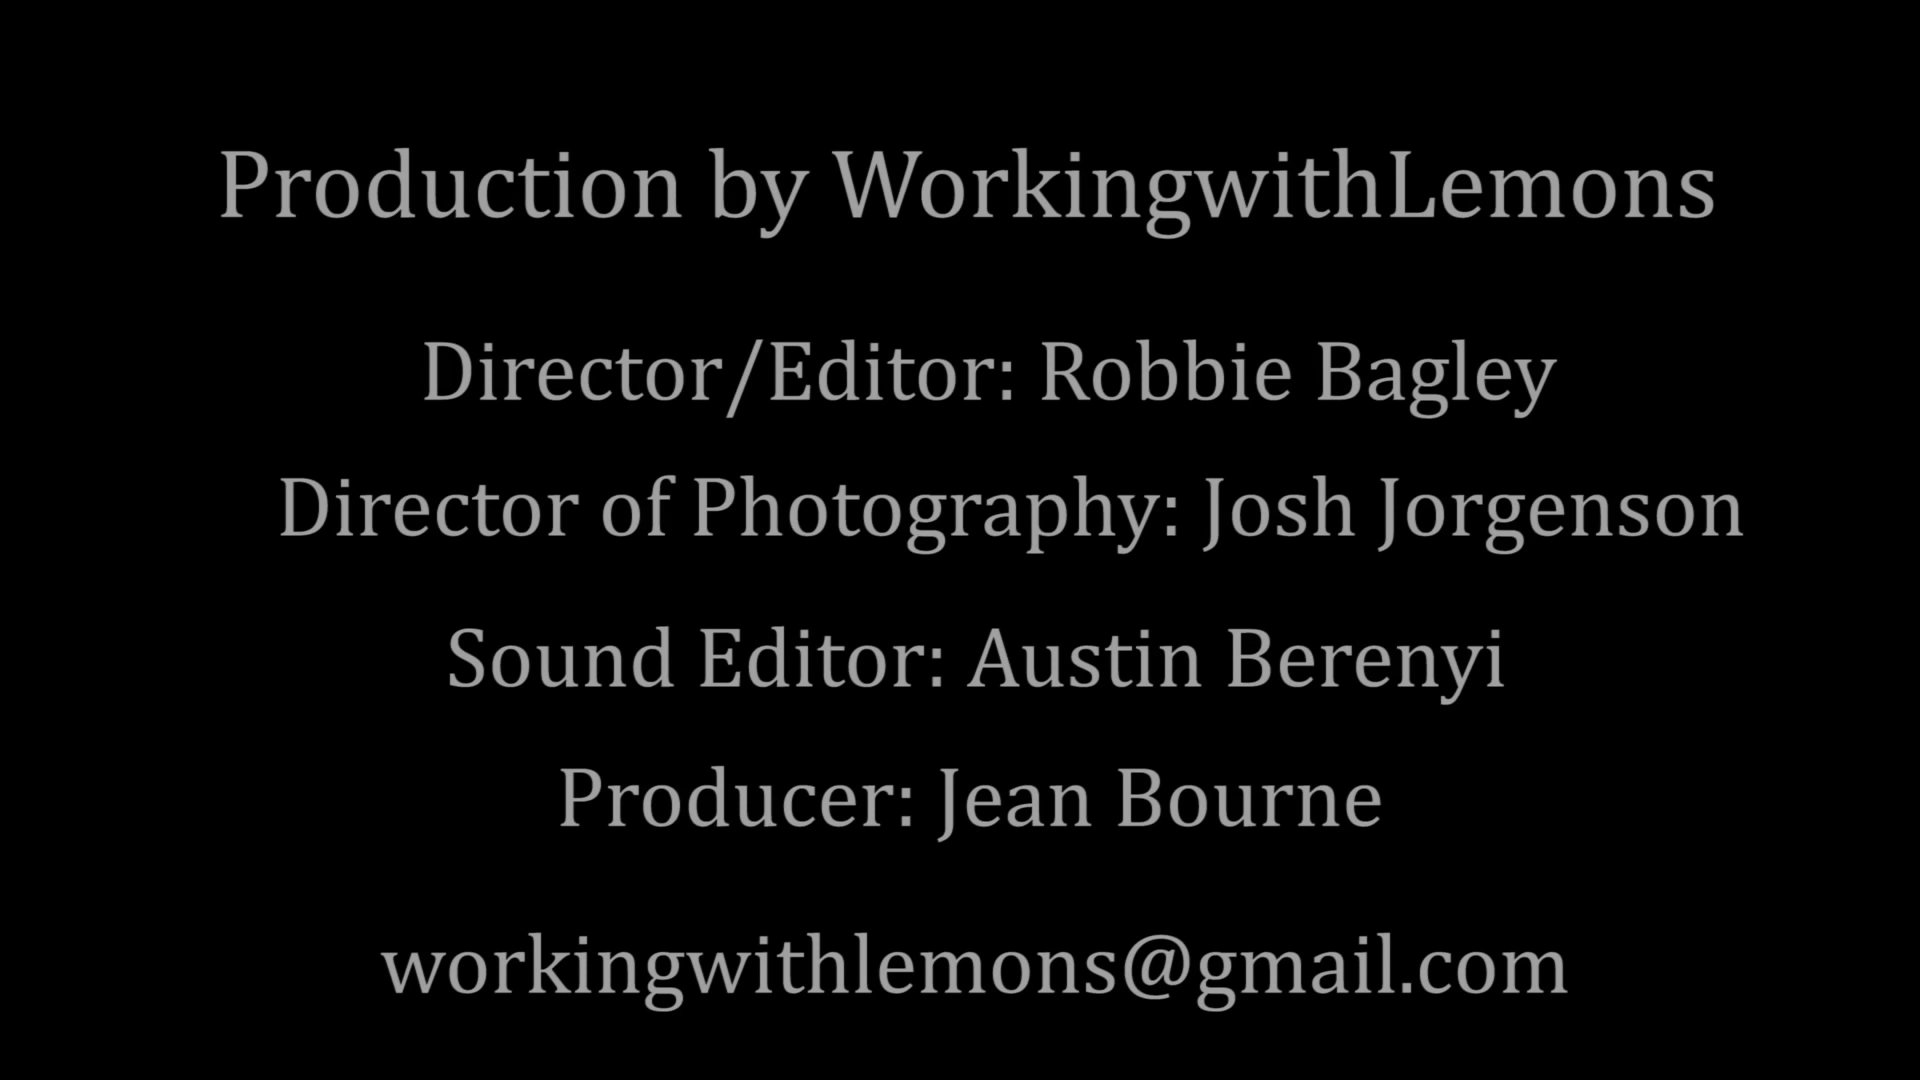 Production by WorkingwithLemons
Director/Editor: Robbie Bagley
Director of Photography: Josh Jorgenson
Sound Editor: Austin Berenyi
Producer: Jean Bourne
workingwithlemons@gmail.com